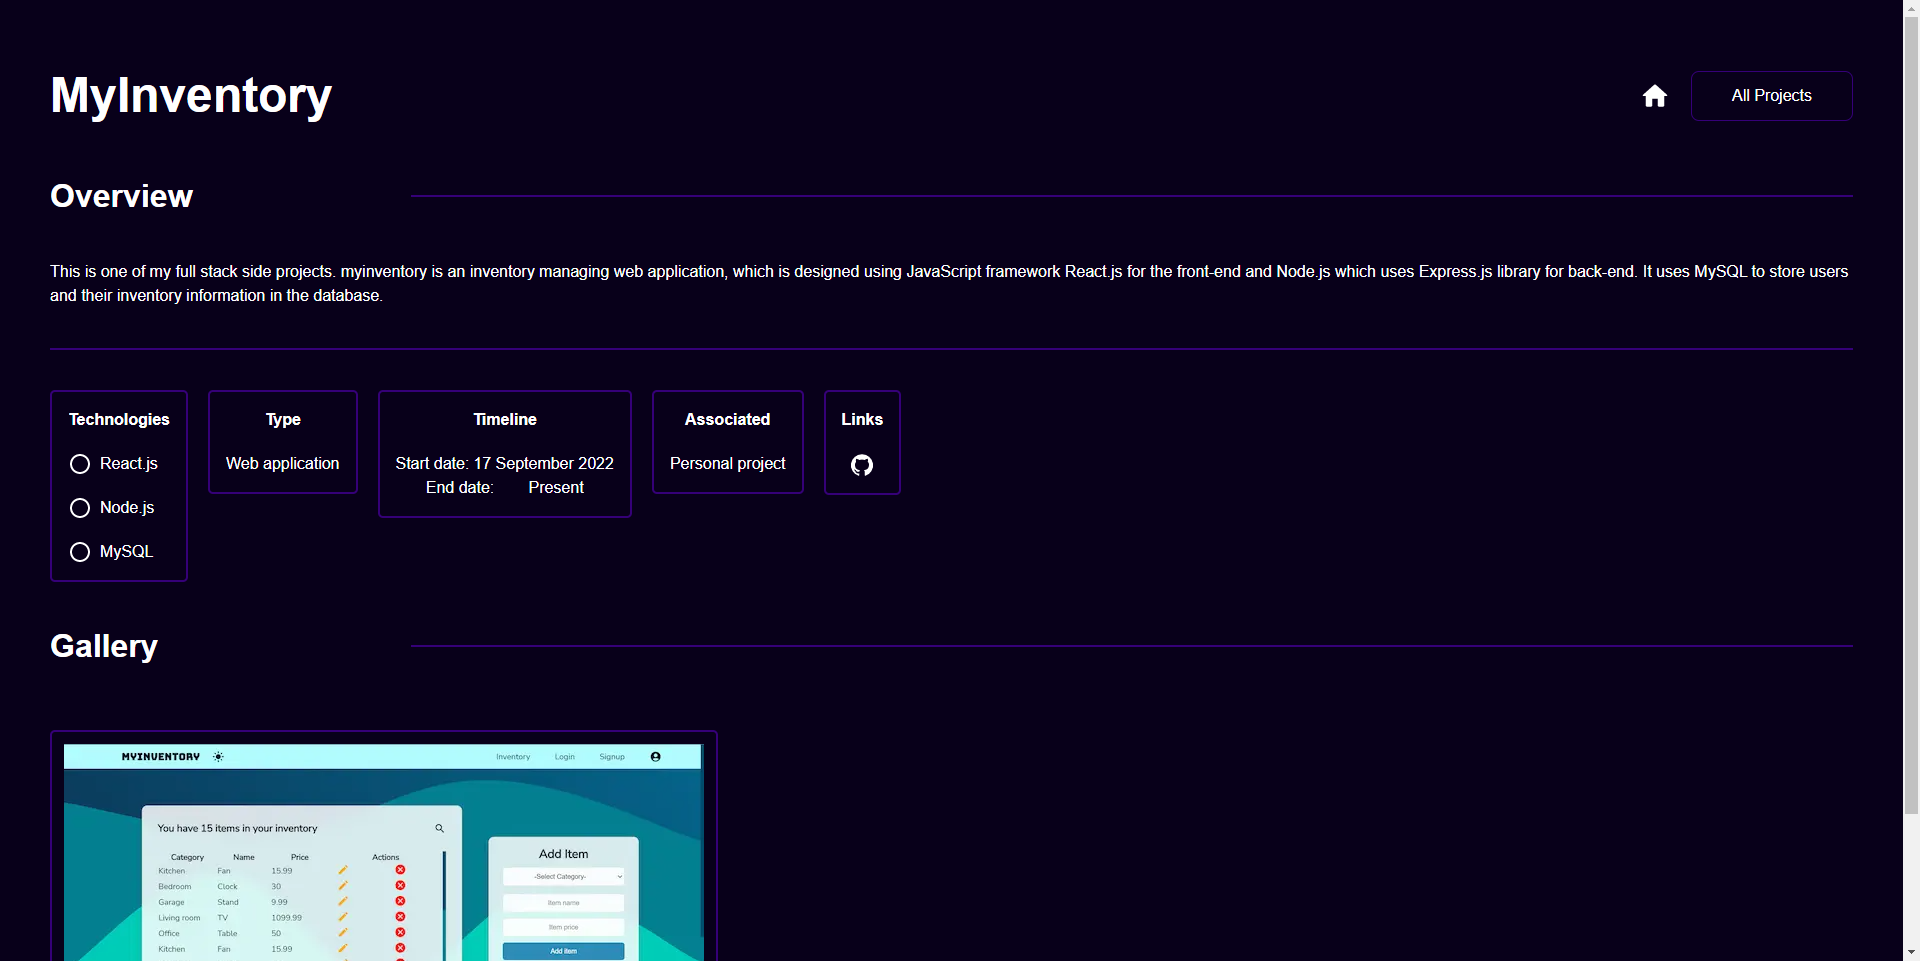 MyInventory
All Projects
Overview
This is one of my full stack side projects. myinventory is an inventory managing web application, which is designed using JavaScript framework React.js for the front-end and Node.js which uses Express.js library for back-end. It uses MySQL to store users
and their inventory information in the database.
Technologies
React.js
Node.js
MySQL
Type
Web application
Timeline
Start date: 17 September 2022
End date: Present
Associated
Personal project
Links
Gallery
MYINVENTORY
Inventory Login Signup
You have 15 items in your inventory
Category Name Price Actions
Kitchen Fan 15.99
Bedroom Clock 30
Garage Stand 9.99
Living room TV 1099.99
Office Table 50
Kitchen Fan 15.99
Add Item
-Select Category-
Item name
Item price
Add item